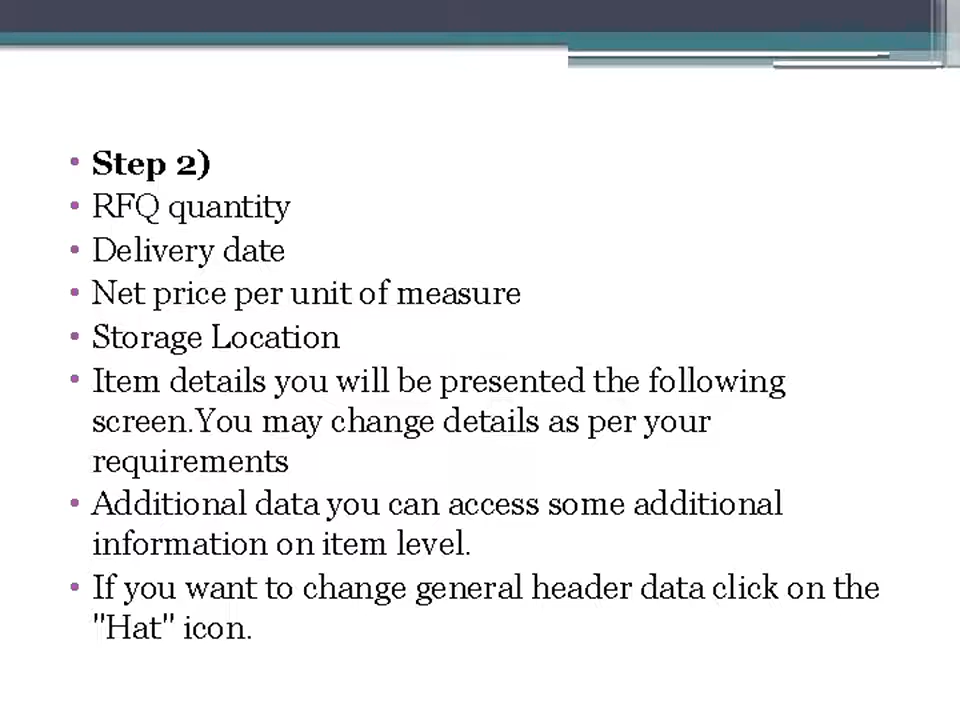 • Step 2)
• RFQ quantity
• Delivery date
• Net price per unit of measure
• Storage Location
• Item details you will be presented the following
screen.You may change details as per your
requirements
• Additional data you can access some additional
information on item level.
• If you want to change general header data click on the
"Hat" icon.